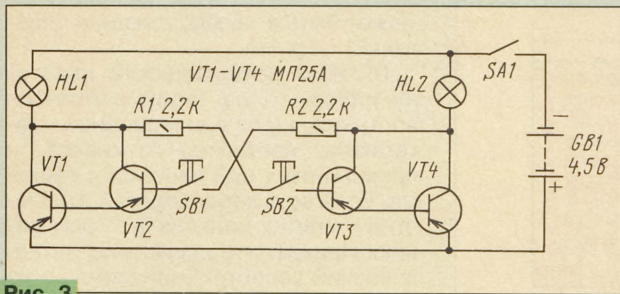 VT1-VT4 МП25А
HL1
HL2
SA1
R1 2,2к
R2 2,2к
−
GB1
4,5В
+
VT1
VT4
SB1
SB2
VT2
VT3
Рис. 3